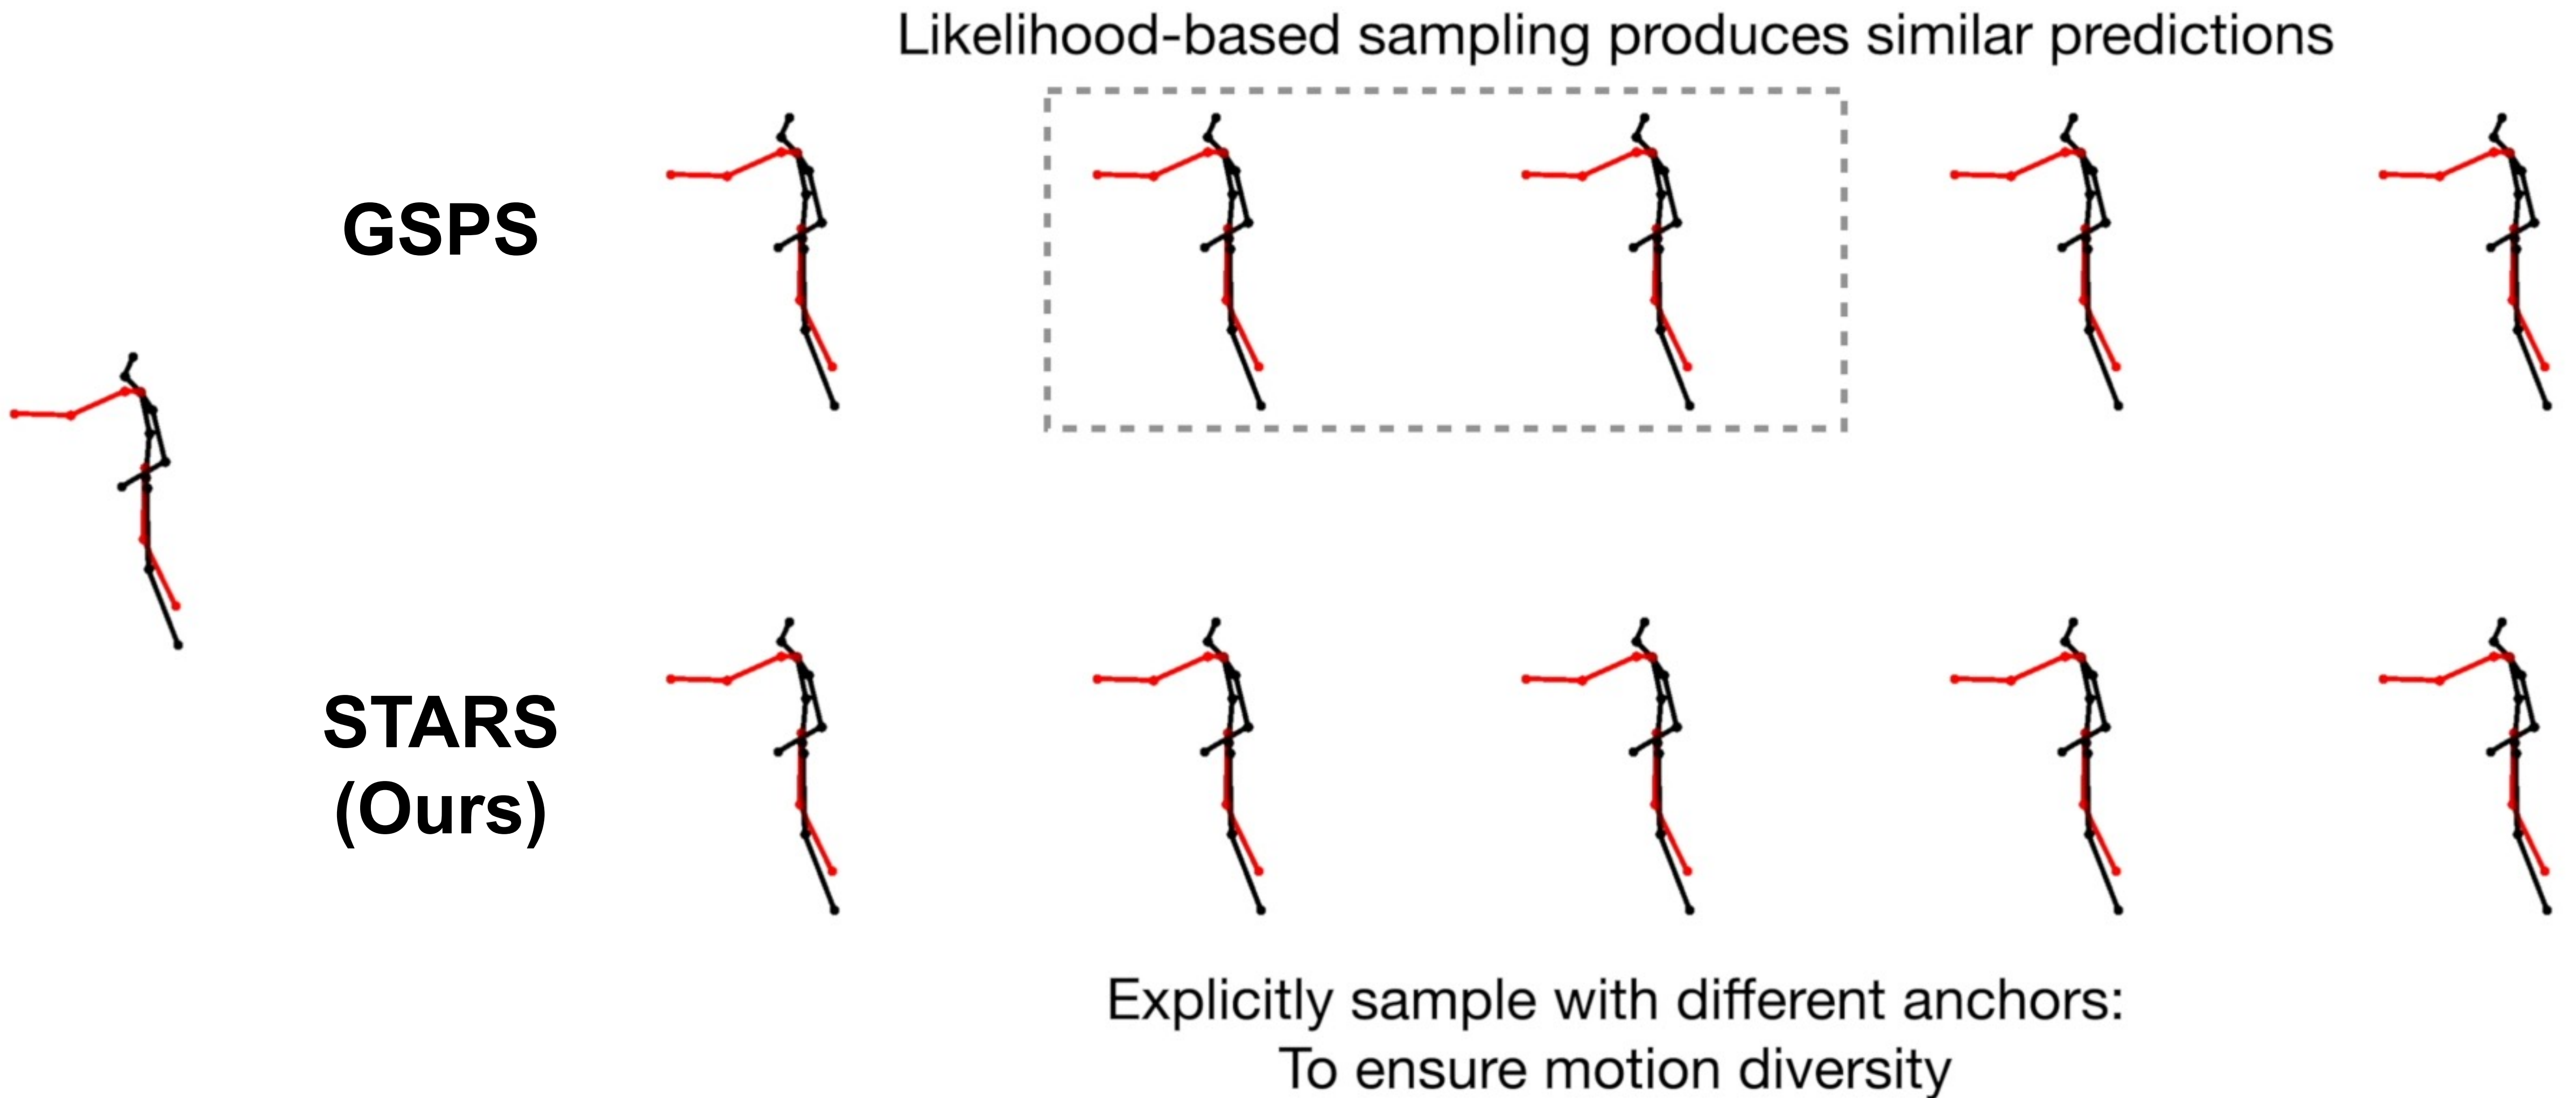 Likelihood-based sampling produces similar predictions
GSPS
STARS
(Ours)
Explicitly sample with different anchors:
To ensure motion diversity